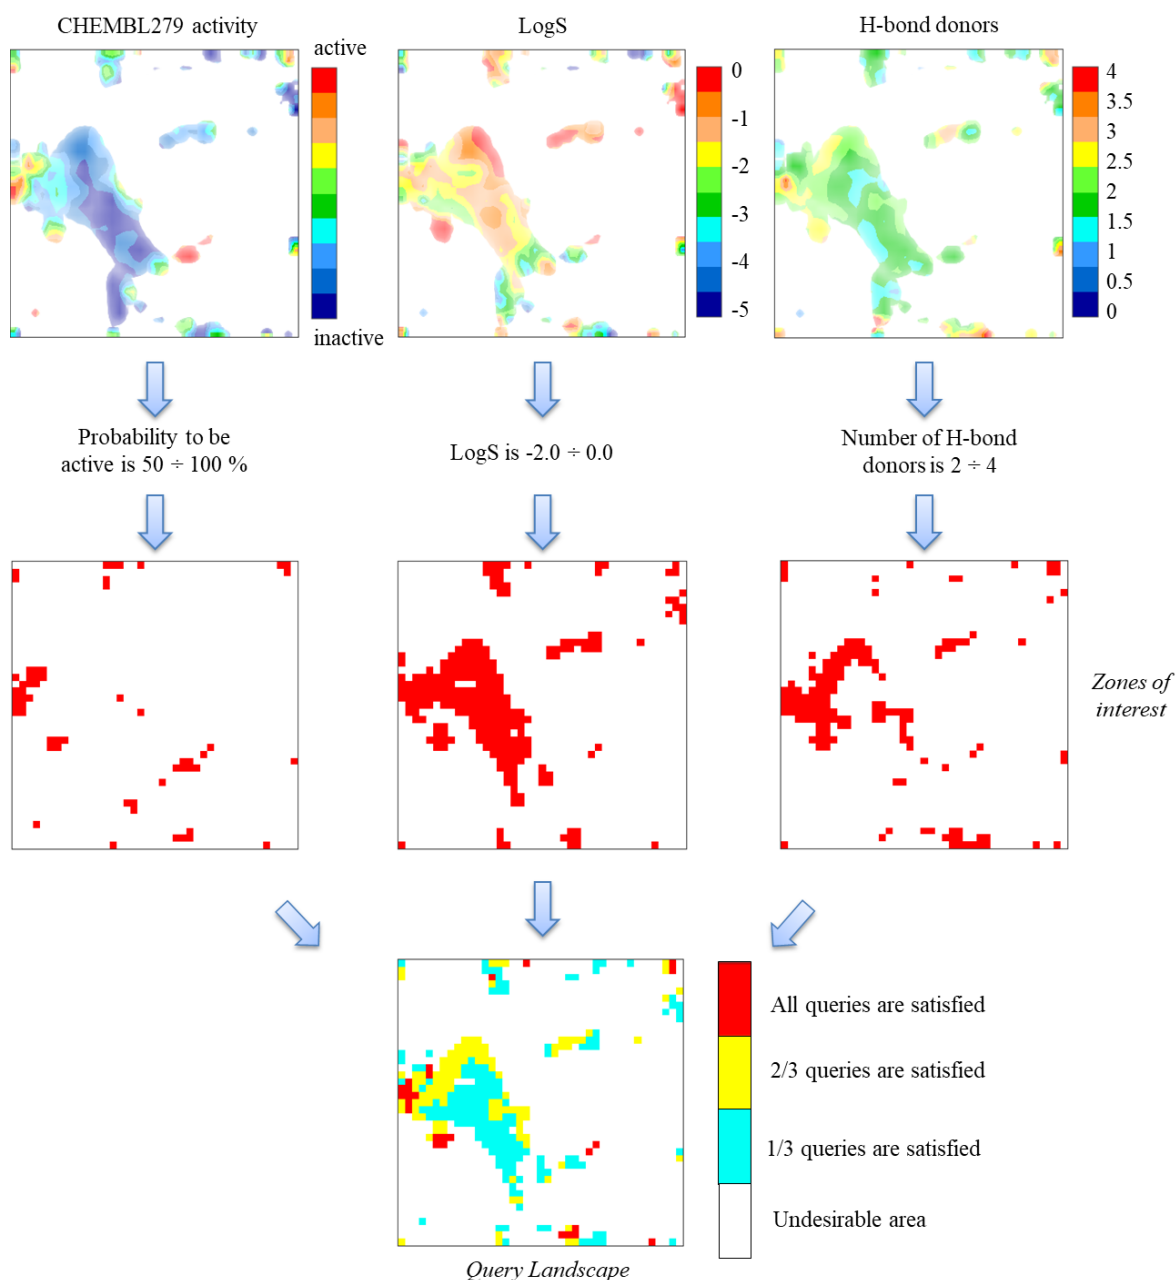 CHEMBL279 activity
LogS
H-bond donors
active
inactive
0
-1
-2
-3
-4
-5
4
3.5
3
2.5
2
1.5
1
0.5
0
Probability to be
active is 50 ÷ 100 %
LogS is -2.0 ÷ 0.0
Number of H-bond
donors is 2 ÷ 4
Zones of
interest
All queries are satisfied
2/3 queries are satisfied
1/3 queries are satisfied
Undesirable area
Query Landscape